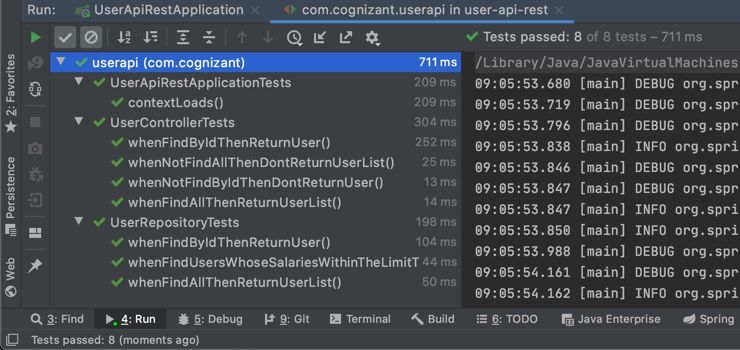 Run: UserApiRestApplication × com.cognizant.userapi in user-api-rest ×
Tests passed: 8 of 8 tests – 711 ms
userapi (com.cognizant) 711 ms
UserApiRestApplicationTests 209 ms
contextLoads() 209 ms
UserControllerTests 304 ms
whenFindByIdThenReturnUser() 252 ms
whenNotFindAllThenDontReturnUserList() 25 ms
whenNotFindByIdThenDontReturnUser() 13 ms
whenFindAllThenReturnUserList() 14 ms
UserRepositoryTests 198 ms
whenFindByIdThenReturnUser() 104 ms
whenFindUsersWhoseSalariesWithinTheLimitT 44 ms
whenFindAllThenReturnUserList() 50 ms
/Library/Java/JavaVirtualMachines
09:05:53.680 [main] DEBUG org.spr
09:05:53.719 [main] DEBUG org.spr
09:05:53.796 [main] DEBUG org.spr
09:05:53.838 [main] INFO org.spri
09:05:53.846 [main] DEBUG org.spr
09:05:53.847 [main] DEBUG org.spr
09:05:53.847 [main] INFO org.spri
09:05:53.850 [main] INFO org.spri
09:05:53.988 [main] DEBUG org.spr
09:05:54.161 [main] DEBUG org.spr
09:05:54.162 [main] INFO org.spri
2: Favorites
Persistence
Web
3: Find 4: Run 5: Debug 9: Git Terminal Build 6: TODO Java Enterprise Spring
Tests passed: 8 (moments ago)